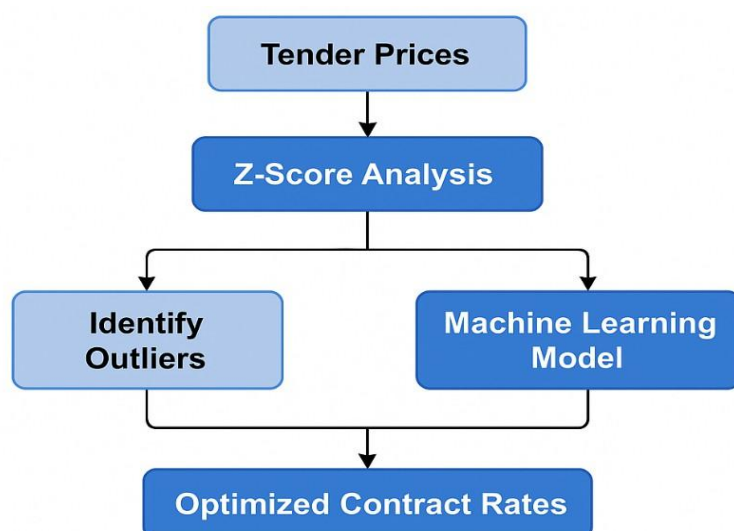 Tender Prices
Z-Score Analysis
Identify
Outliers
Machine Learning
Model
Optimized Contract Rates